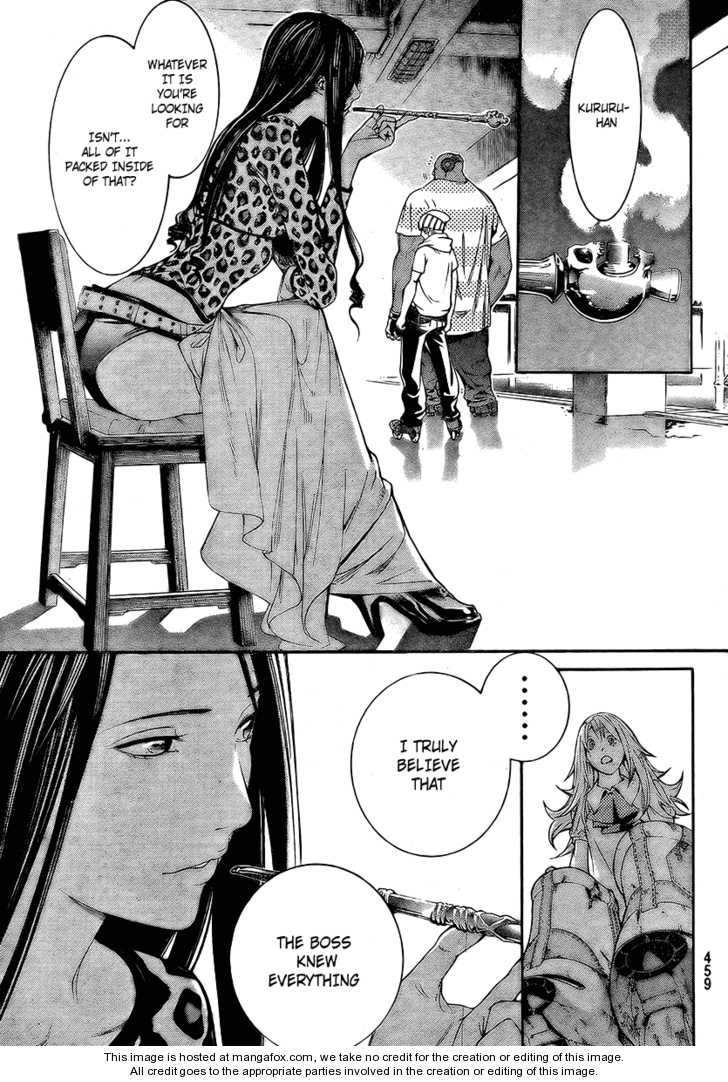 KURURU-
HAN
WHATEVER
IT IS
YOU'RE
LOOKING
FOR
ISN'T...
ALL OF IT
PACKED INSIDE
OF THAT?
......
I TRULY
BELIEVE
THAT
THE BOSS
KNEW
EVERYTHING
459
This image is hosted at mangafox.com, we take no credit for the creation or editing of this image.
All credit goes to the appropriate parties involved in the creation or editing of this image.